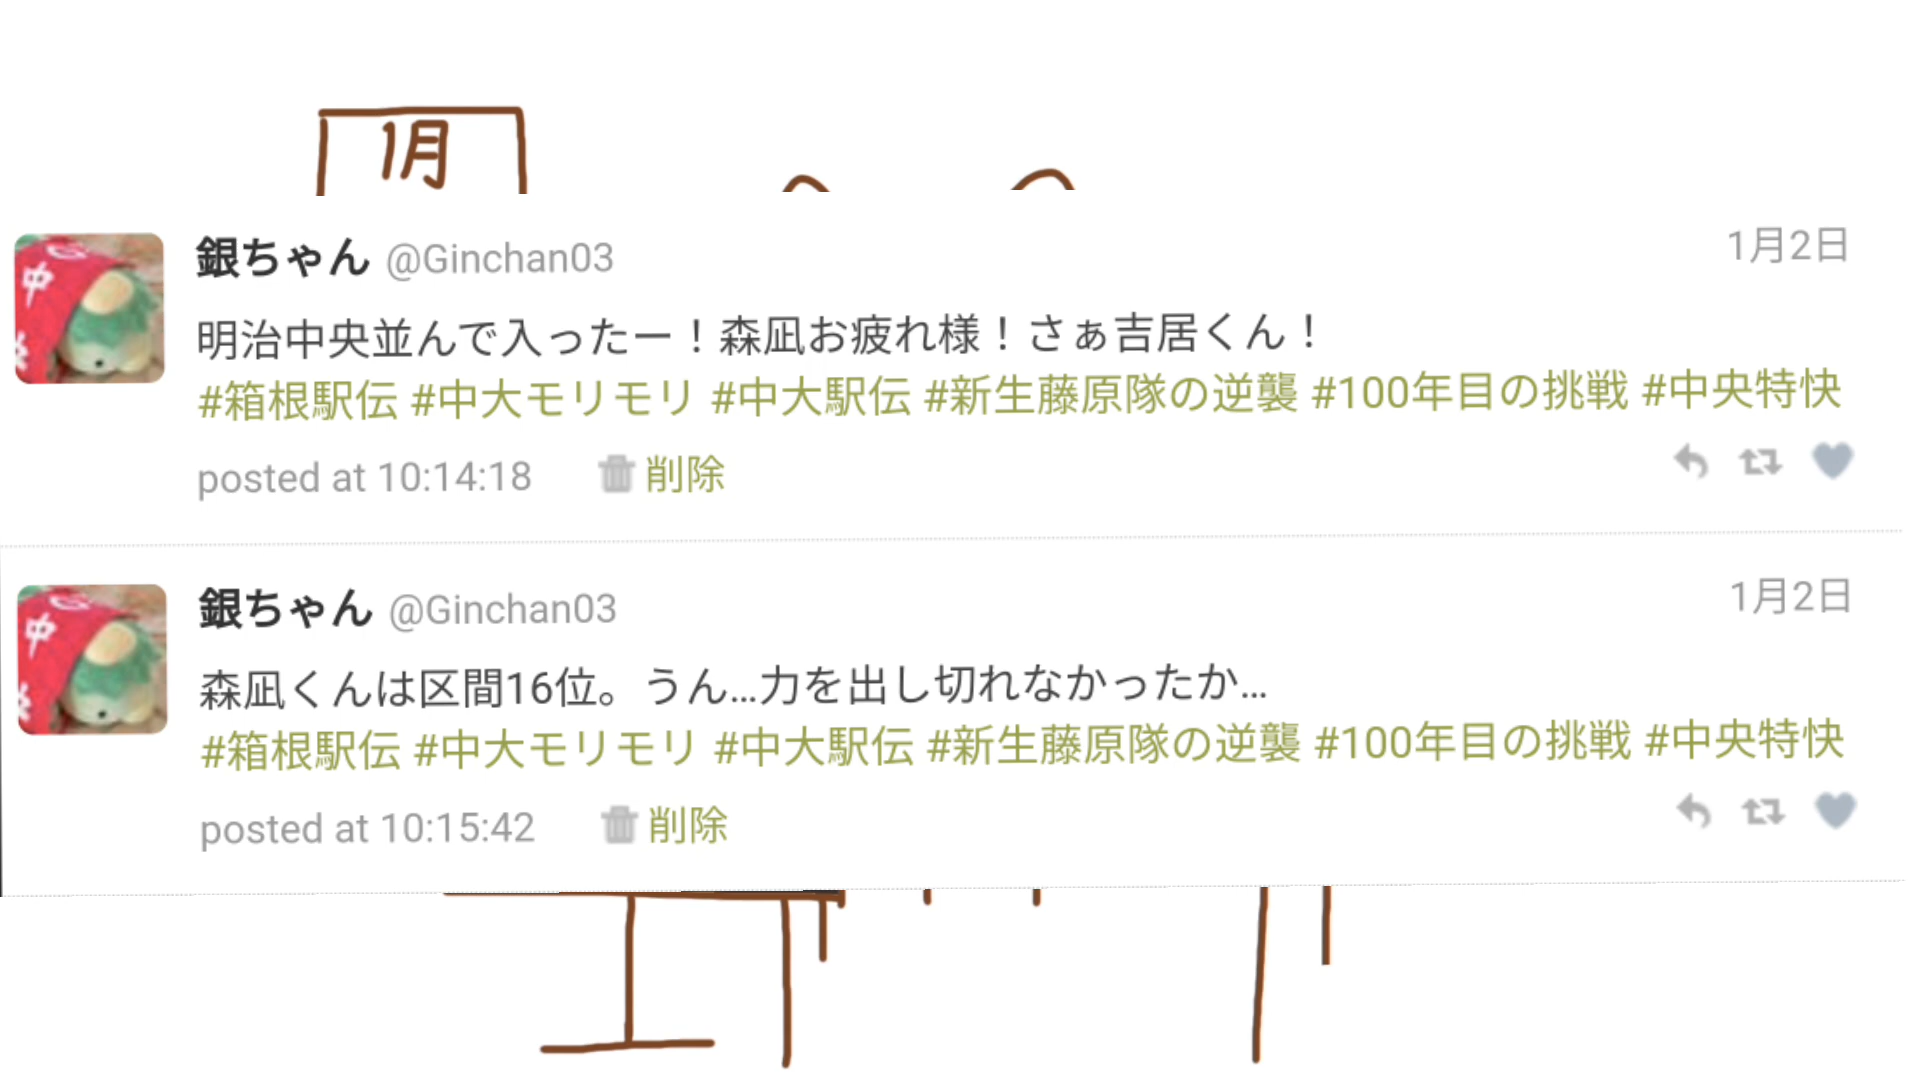 1月
銀ちゃん @Ginchan03 1月2日
明治中央並んで入ったー！森凪お疲れ様！さぁ吉居くん！
#箱根駅伝 #中大モリモリ #中大駅伝 #新生藤原隊の逆襲 #100年目の挑戦 #中央特快
posted at 10:14:18 削除
銀ちゃん @Ginchan03 1月2日
森凪くんは区間16位。うん...力を出し切れなかったか...
#箱根駅伝 #中大モリモリ #中大駅伝 #新生藤原隊の逆襲 #100年目の挑戦 #中央特快
posted at 10:15:42 削除